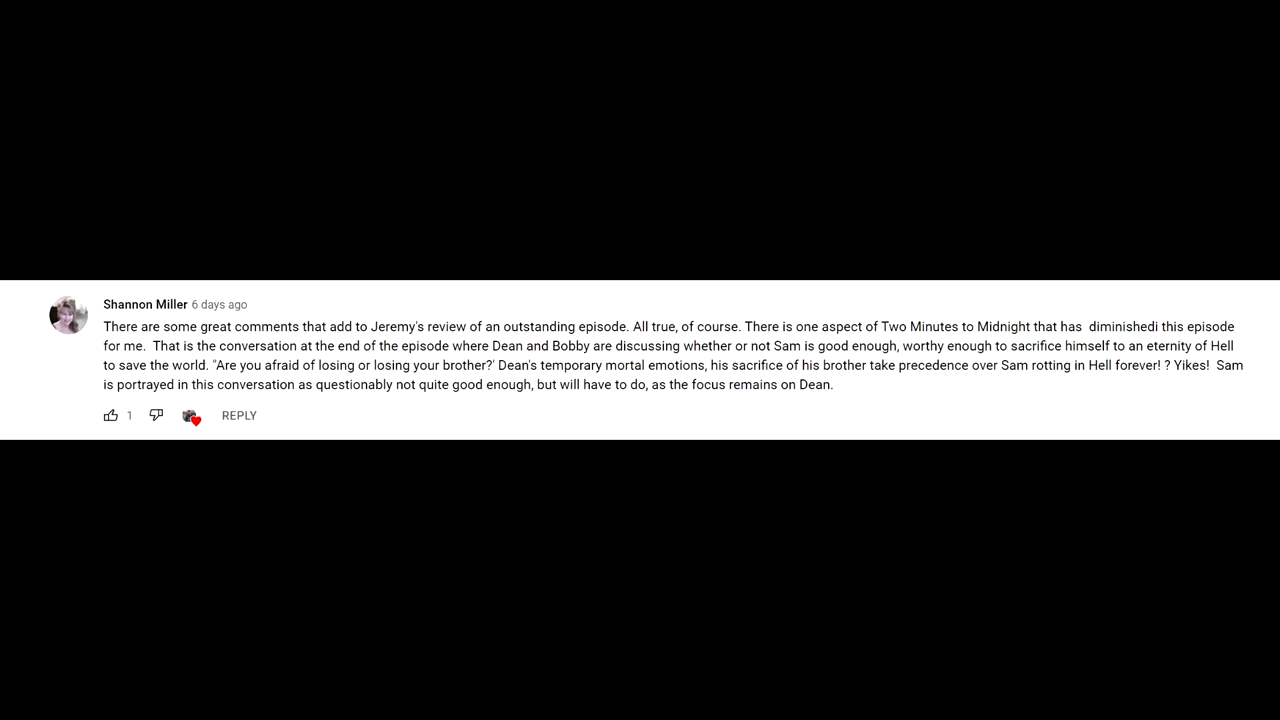 Shannon Miller 6 days ago
There are some great comments that add to Jeremy's review of an outstanding episode. All true, of course. There is one aspect of Two Minutes to Midnight that has  diminishedi this episode
for me.  That is the conversation at the end of the episode where Dean and Bobby are discussing whether or not Sam is good enough, worthy enough to sacrifice himself to an eternity of Hell
to save the world. "Are you afraid of losing or losing your brother?' Dean's temporary mortal emotions, his sacrifice of his brother take precedence over Sam rotting in Hell forever! ? Yikes!  Sam
is portrayed in this conversation as questionably not quite good enough, but will have to do, as the focus remains on Dean.
1 REPLY